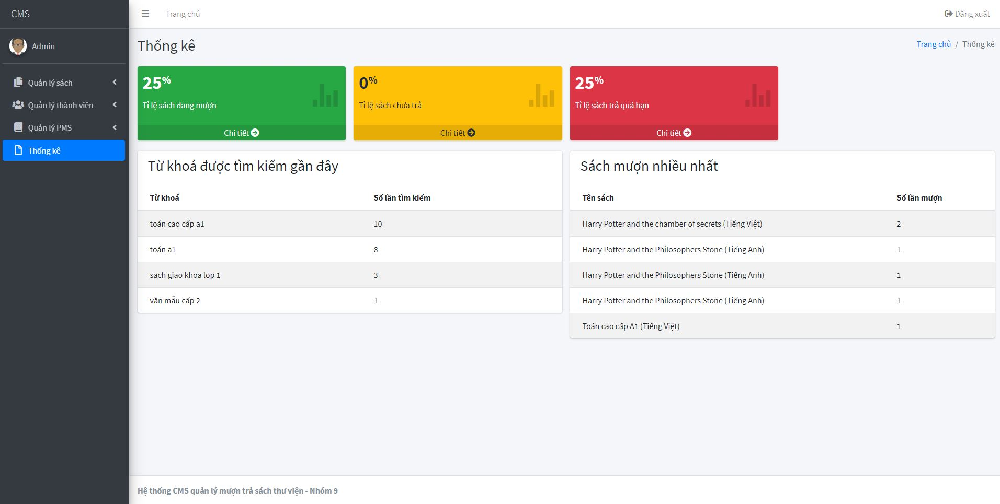 CMS
Trang chủ
Đăng xuất
Admin
Quản lý sách
Quản lý thành viên
Quản lý PMS
Thống kê
Thống kê
Trang chủ / Thống kê
25%
Tỉ lệ sách đang mượn
Chi tiết
0%
Tỉ lệ sách chưa trả
Chi tiết
25%
Tỉ lệ sách trả quá hạn
Chi tiết
Từ khoá được tìm kiếm gần đây
Từ khoá Số lần tìm kiếm
toán cao cấp a1 10
toán a1 8
sach giao khoa lop 1 3
văn mẫu cấp 2 1
Sách mượn nhiều nhất
Tên sách Số lần mượn
Harry Potter and the chamber of secrets (Tiếng Việt) 2
Harry Potter and the Philosophers Stone (Tiếng Anh) 1
Harry Potter and the Philosophers Stone (Tiếng Anh) 1
Harry Potter and the Philosophers Stone (Tiếng Anh) 1
Toán cao cấp A1 (Tiếng Việt) 1
Hệ thống CMS quản lý mượn trả sách thư viện - Nhóm 9